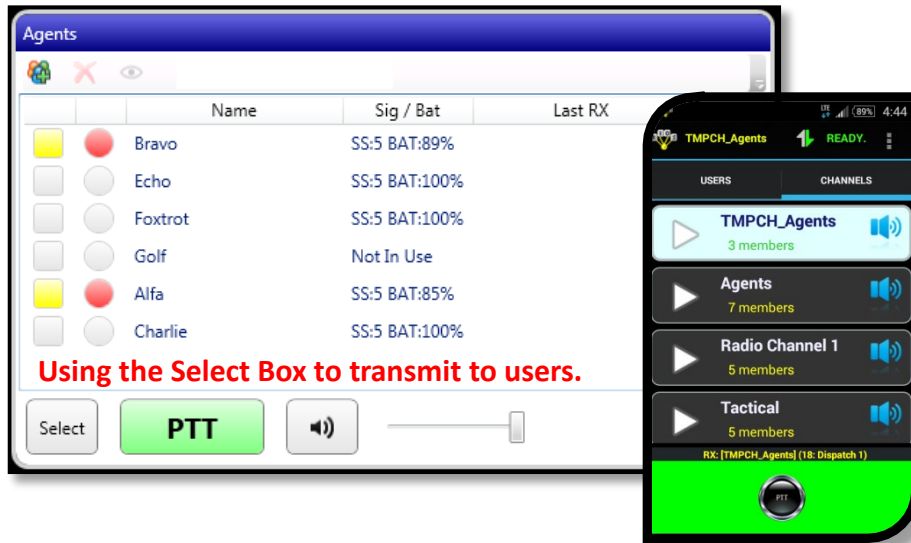 Agents
Name Sig / Bat Last RX
Bravo SS:5 BAT:89%
Echo SS:5 BAT:100%
Foxtrot SS:5 BAT:100%
Golf Not In Use
Alfa SS:5 BAT:85%
Charlie SS:5 BAT:100%
Using the Select Box to transmit to users.
Select PTT
LTE 89% 4:44
TMPCH_Agents READY.
USERS CHANNELS
TMPCH_Agents
3 members
Agents
7 members
Radio Channel 1
5 members
Tactical
5 members
RX: [TMPCH_Agents] (18: Dispatch 1)
PTT